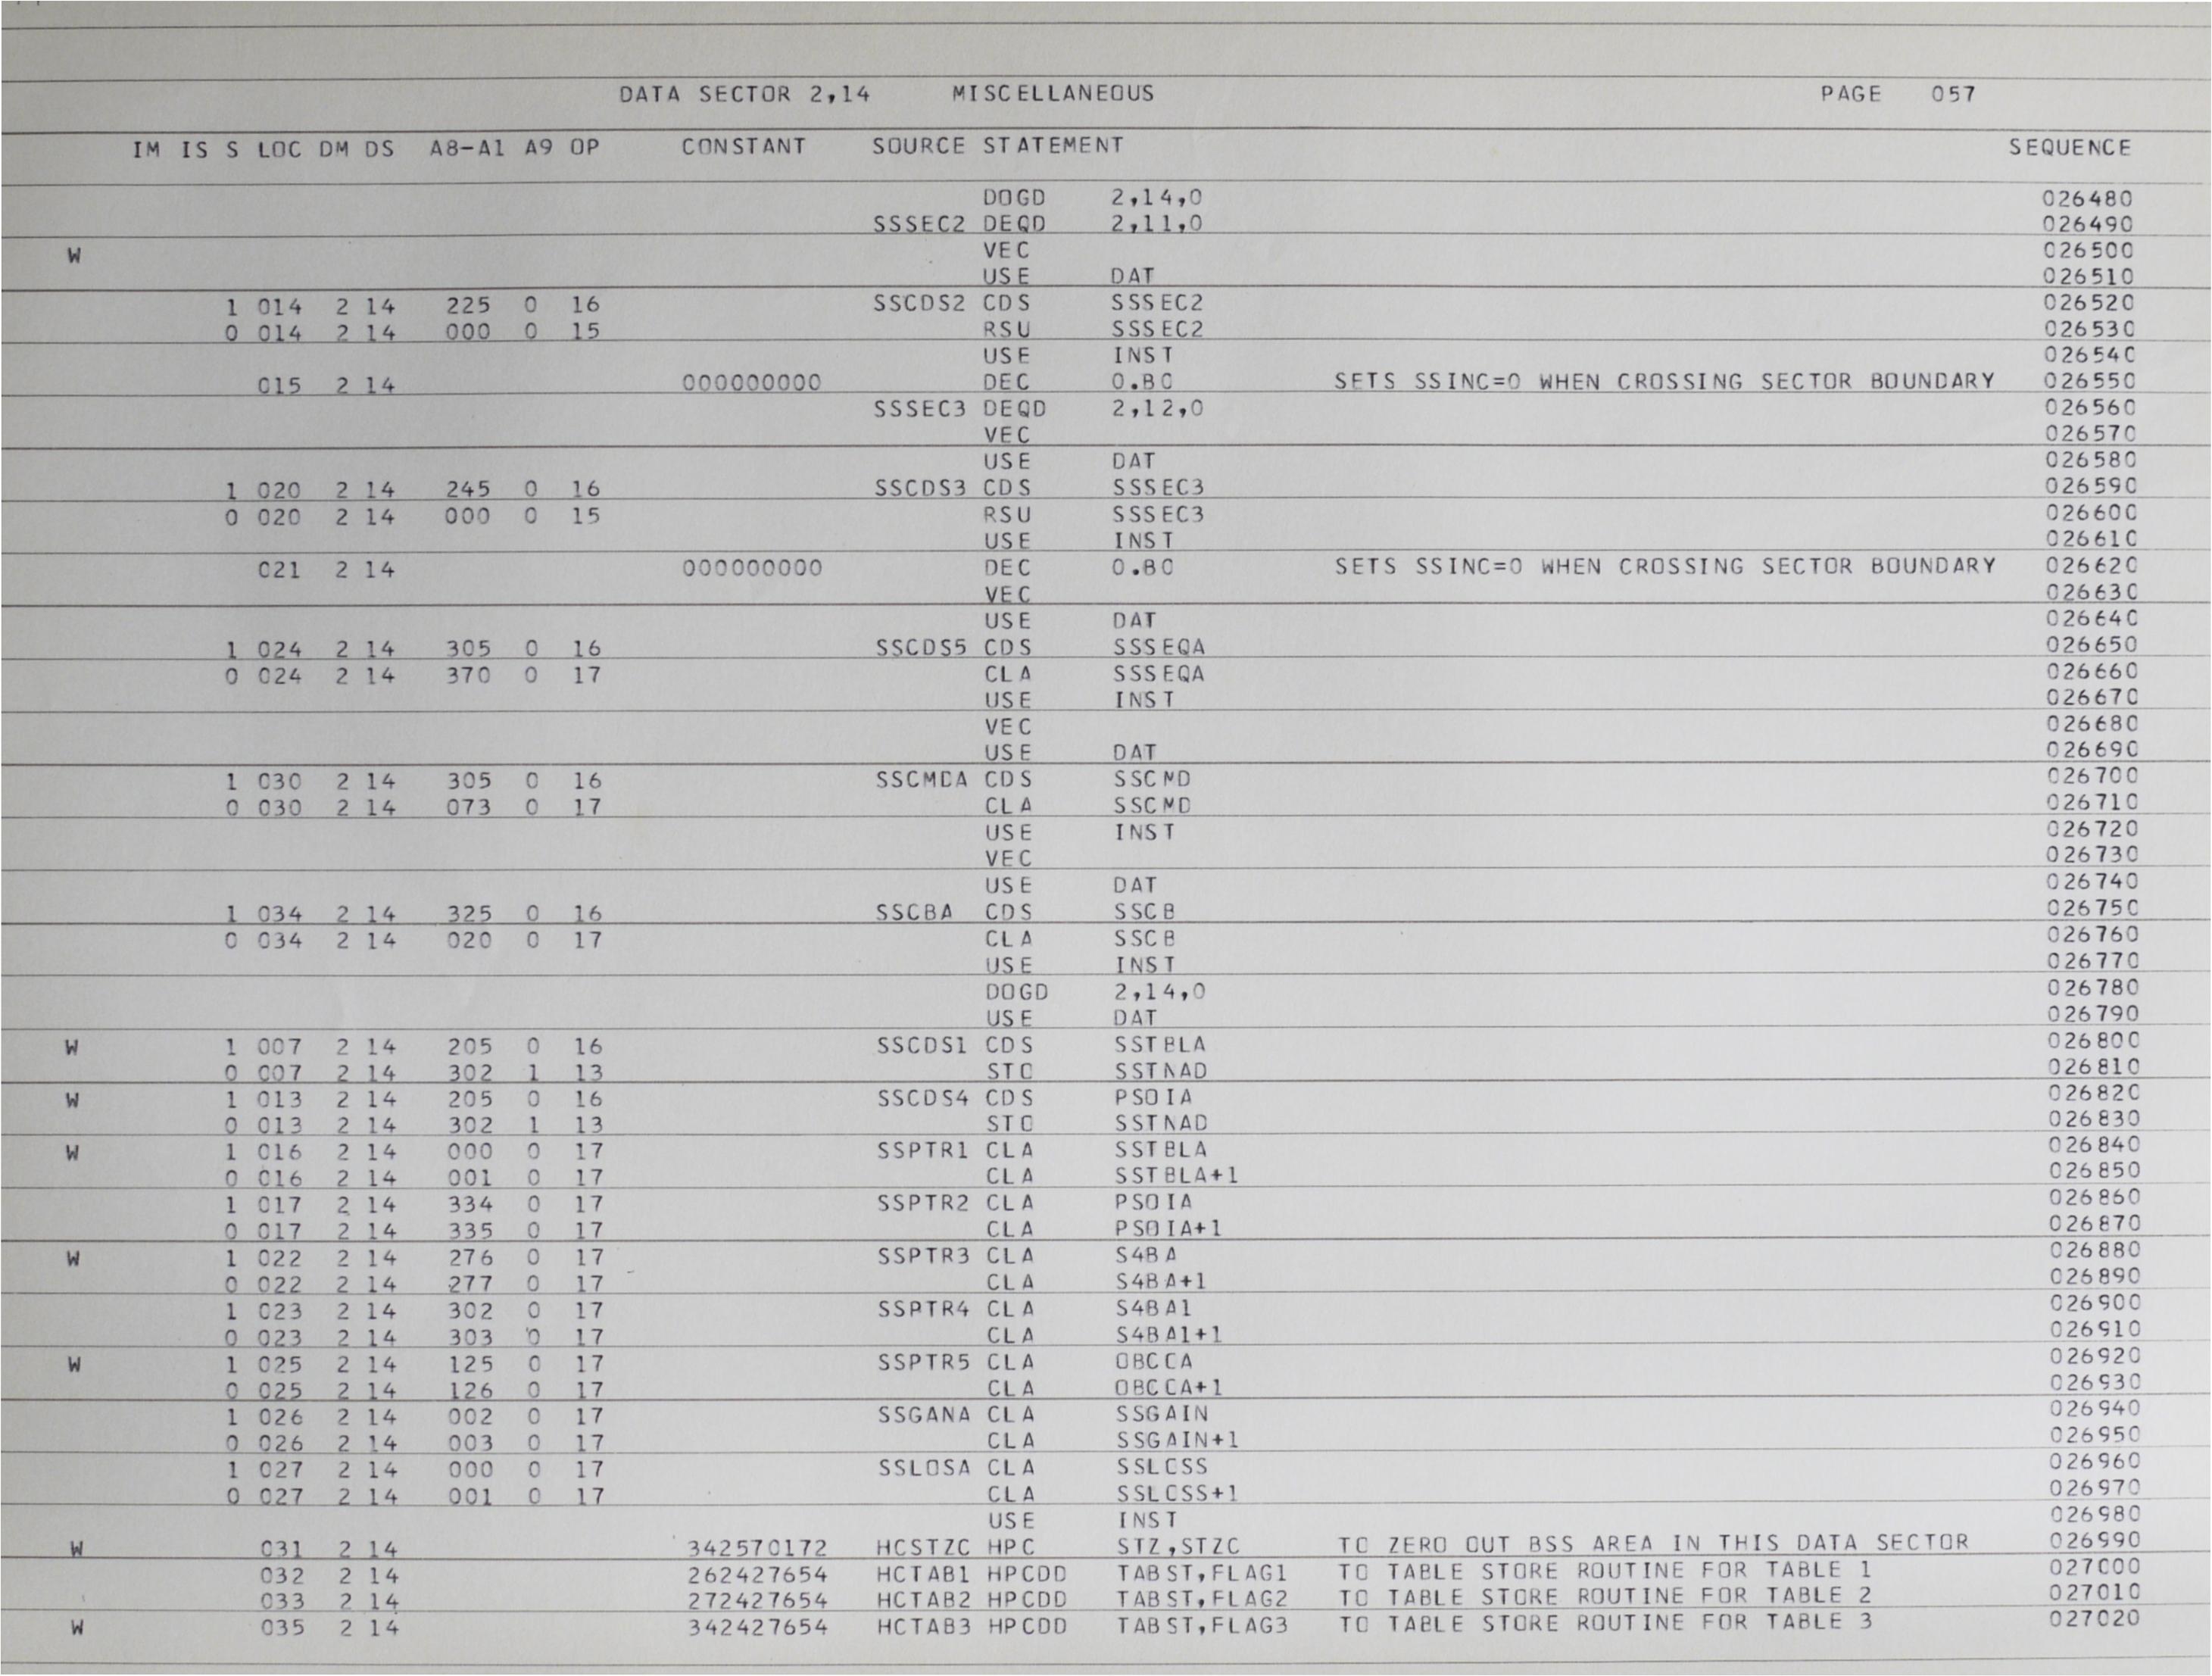 DATA SECTOR 2,14 MISCELLANEOUS PAGE 057
IM IS S LOC DM DS A8-A1 A9 OP CONSTANT SOURCE STATEMENT SEQUENCE
DOGD 2,14,0 026480
SSSEC2 DEQD 2,11,0 026490
W VEC 026500
USE DAT 026510
1 014 2 14 225 0 16 SSCDS2 CDS SSSEC2 026520
0 014 2 14 000 0 15 RSU SSSEC2 026530
USE INST 026540
015 2 14 000000000 DEC 0.B0 SETS SSINC=0 WHEN CROSSING SECTOR BOUNDARY 026550
SSSEC3 DEQD 2,12,0 026560
VEC 026570
USE DAT 026580
1 020 2 14 245 0 16 SSCDS3 CDS SSSEC3 026590
0 020 2 14 000 0 15 RSU SSSEC3 026600
USE INST 026610
021 2 14 000000000 DEC 0.B0 SETS SSINC=0 WHEN CROSSING SECTOR BOUNDARY 026620
VEC 026630
USE DAT 026640
1 024 2 14 305 0 16 SSCDS5 CDS SSSEQA 026650
0 024 2 14 370 0 17 CLA SSSEQA 026660
USE INST 026670
VEC 026680
USE DAT 026690
1 030 2 14 305 0 16 SSCMDA CDS SSCMD 026700
0 030 2 14 073 0 17 CLA SSCMD 026710
USE INST 026720
VEC 026730
USE DAT 026740
1 034 2 14 325 0 16 SSCBA CDS SSCB 026750
0 034 2 14 020 0 17 CLA SSCB 026760
USE INST 026770
DOGD 2,14,0 026780
USE DAT 026790
W 1 007 2 14 205 0 16 SSCDS1 CDS SSTBLA 026800
0 007 2 14 302 1 13 STO SSTNAD 026810
W 1 013 2 14 205 0 16 SSCDS4 CDS PSOIA 026820
0 013 2 14 302 1 13 STO SSTNAD 026830
W 1 016 2 14 000 0 17 SSPTR1 CLA SSTBLA 026840
0 016 2 14 001 0 17 CLA SSTBLA+1 026850
1 017 2 14 334 0 17 SSPTR2 CLA PSOIA 026860
0 017 2 14 335 0 17 CLA PSOIA+1 026870
W 1 022 2 14 276 0 17 SSPTR3 CLA S4BA 026880
0 022 2 14 277 0 17 CLA S4BA+1 026890
1 023 2 14 302 0 17 SSPTR4 CLA S4BA1 026900
0 023 2 14 303 0 17 CLA S4BA1+1 026910
W 1 025 2 14 125 0 17 SSPTR5 CLA OBCCA 026920
0 025 2 14 126 0 17 CLA OBCCA+1 026930
1 026 2 14 002 0 17 SSGANA CLA SSGAIN 026940
0 026 2 14 003 0 17 CLA SSGAIN+1 026950
1 027 2 14 000 0 17 SSLOSA CLA SSLOSS 026960
0 027 2 14 001 0 17 CLA SSLOSS+1 026970
USE INST 026980
W 031 2 14 342570172 HCSTZC HPC STZ,STZC TO ZERO OUT BSS AREA IN THIS DATA SECTOR 026990
032 2 14 262427654 HCTAB1 HPCDD TABST,FLAG1 TO TABLE STORE ROUTINE FOR TABLE 1 027000
033 2 14 272427654 HCTAB2 HPCDD TABST,FLAG2 TO TABLE STORE ROUTINE FOR TABLE 2 027010
W 035 2 14 342427654 HCTAB3 HPCDD TABST,FLAG3 TO TABLE STORE ROUTINE FOR TABLE 3 027020